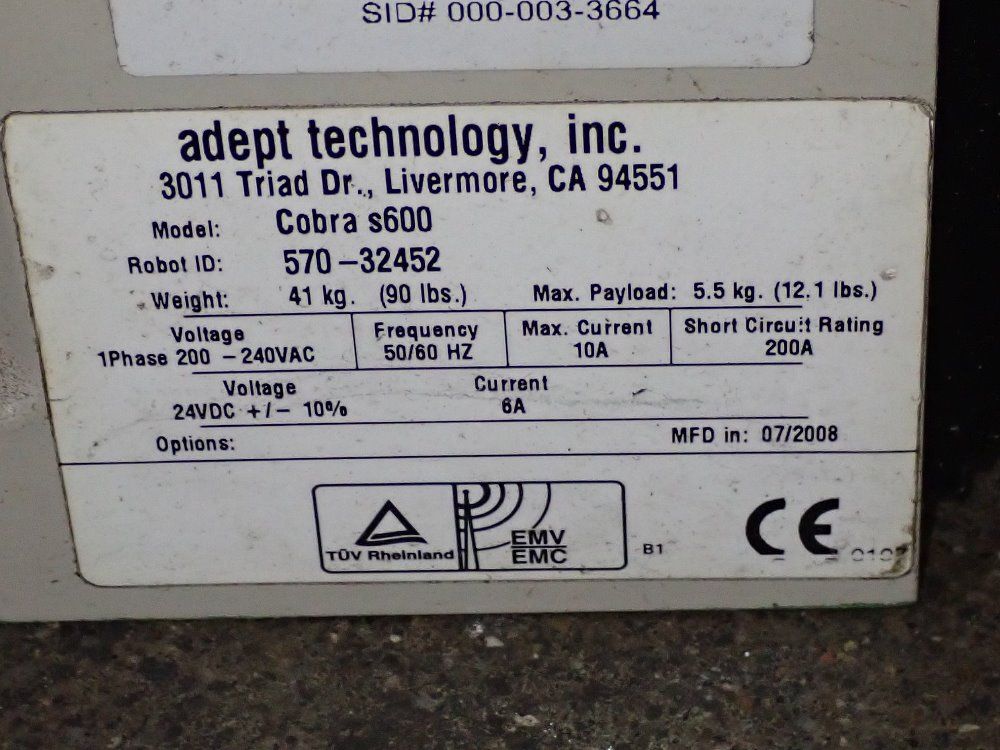 SID# 000-003-3664
adept technology, inc.
3011 Triad Dr., Livermore, CA 94551
Model: Cobra s600
Robot ID: 570-32452
Weight: 41 kg. (90 lbs.) Max. Payload: 5.5 kg. (12.1 lbs.)
Voltage Frequency Max. Current Short Circuit Rating
1Phase 200 - 240VAC 50/60 HZ 10A 200A
Voltage Current
24VDC +/- 10% 6A
Options: MFD in: 07/2008
TÜV Rheinland EMV
EMC
B1
CE